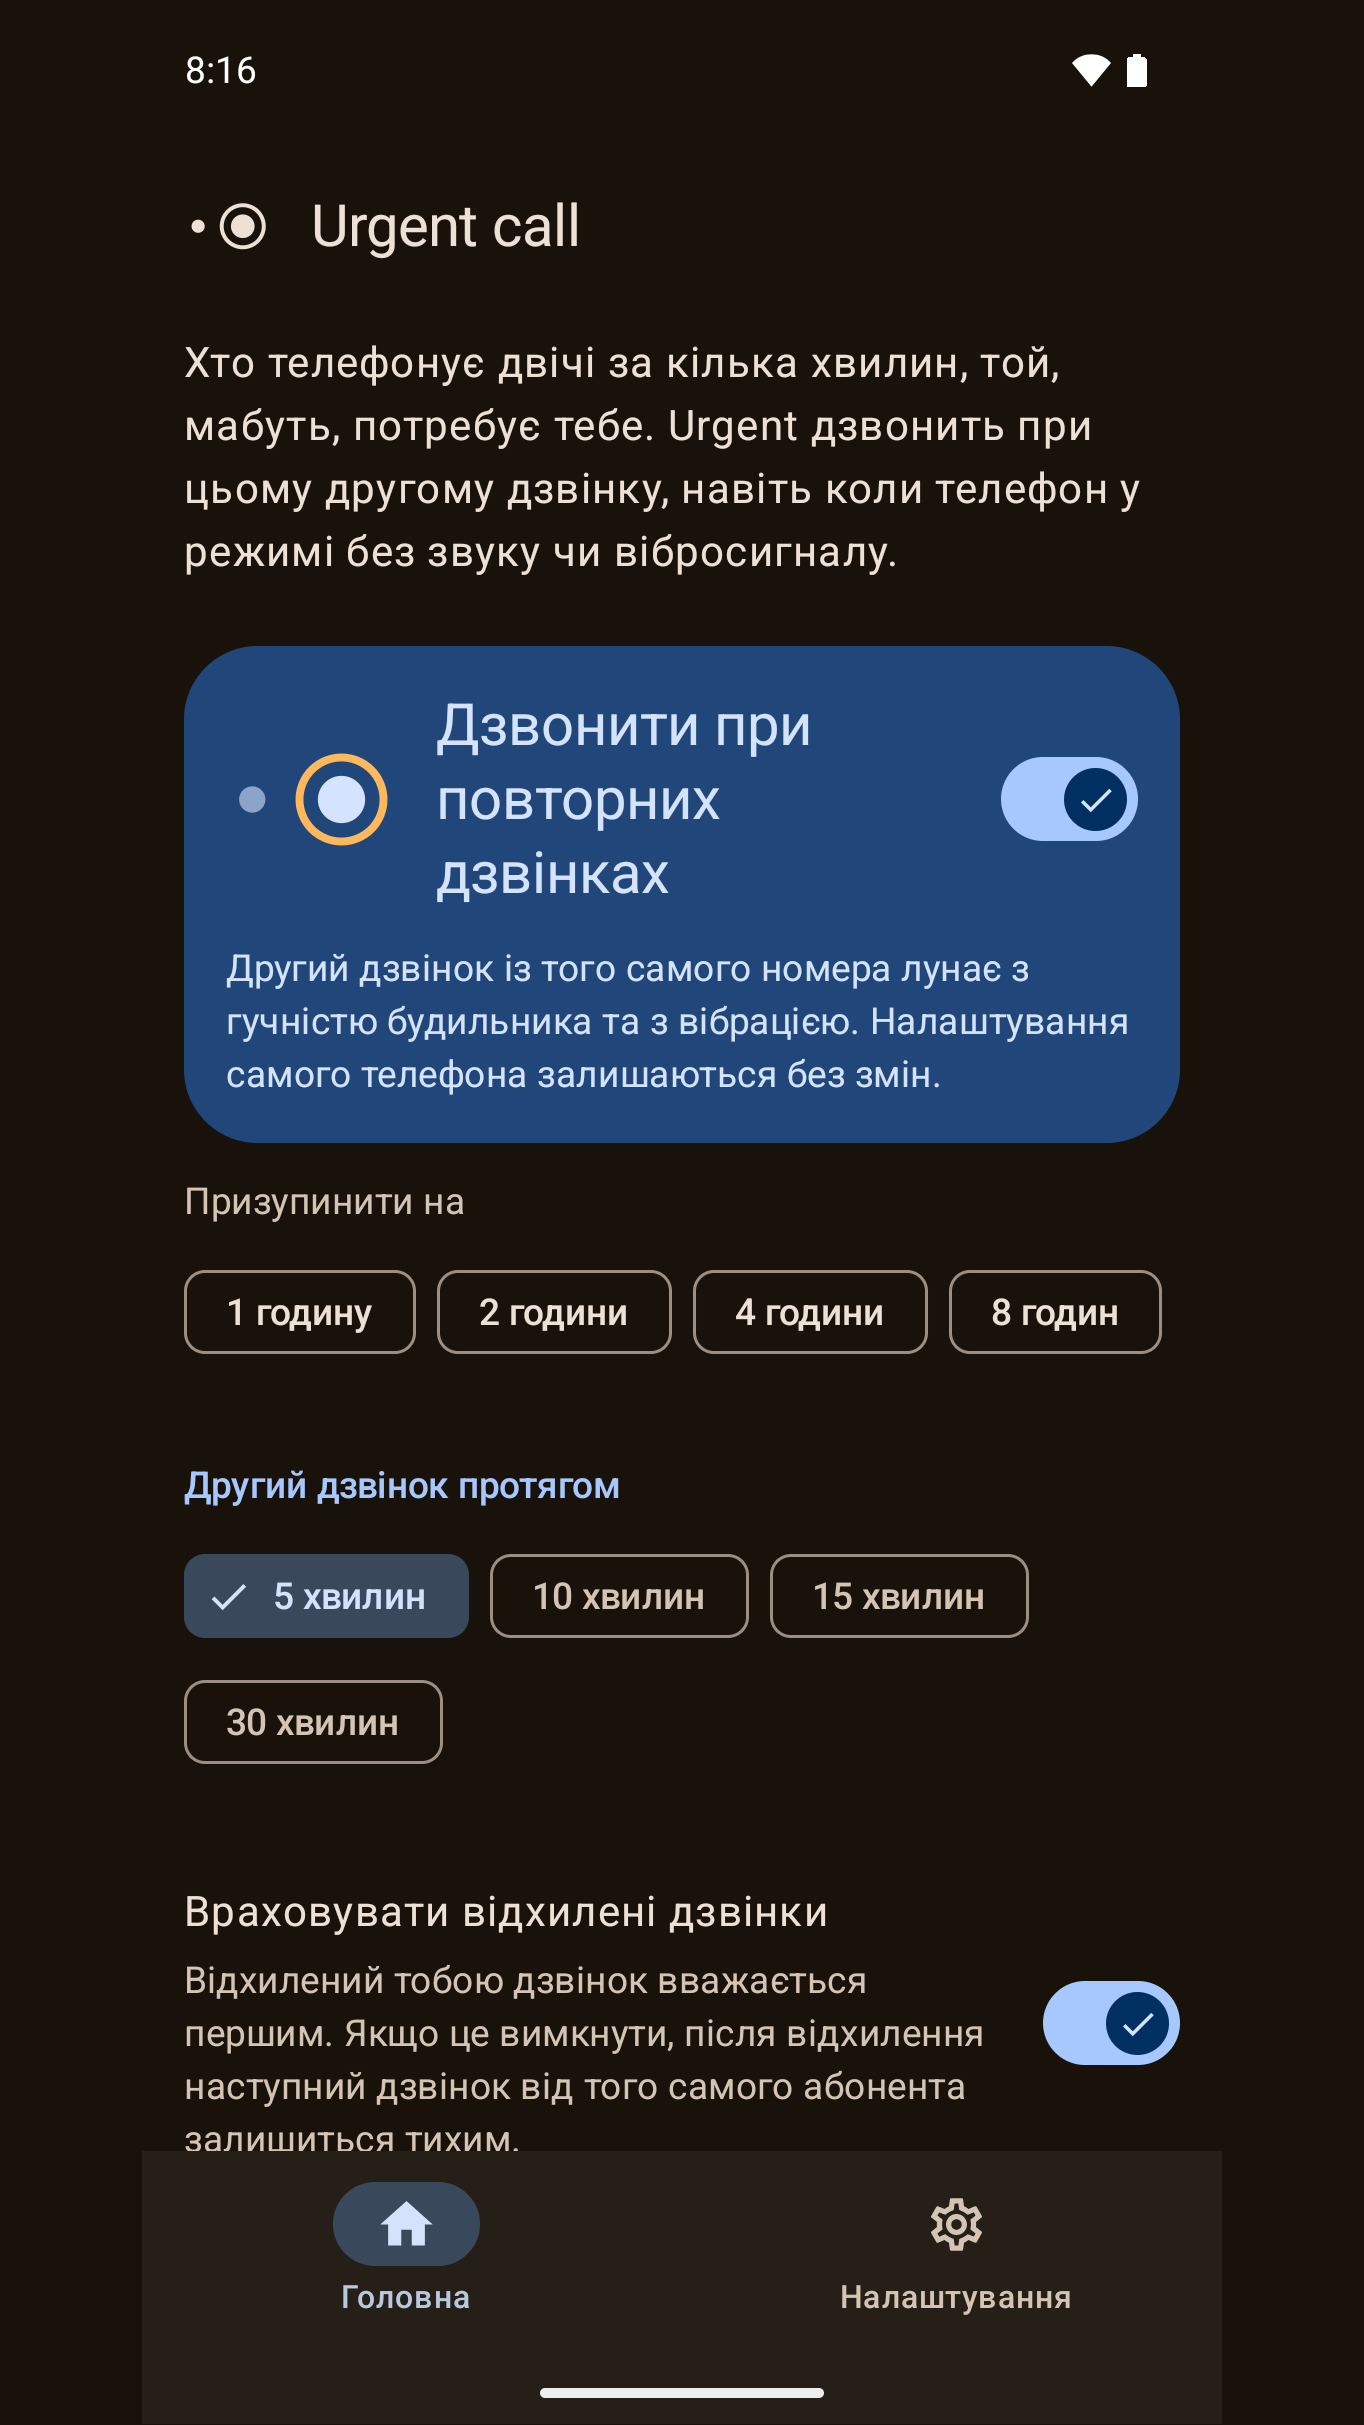 8:16
Urgent call
Хто телефонує двічі за кілька хвилин, той,
мабуть, потребує тебе. Urgent дзвонить при
цьому другому дзвінку, навіть коли телефон у
режимі без звуку чи вібросигналу.
Дзвонити при
повторних
дзвінках
Другий дзвінок із того самого номера лунає з
гучністю будильника та з вібрацією. Налаштування
самого телефона залишаються без змін.
Призупинити на
1 годину
2 години
4 години
8 годин
Другий дзвінок протягом
5 хвилин
10 хвилин
15 хвилин
30 хвилин
Враховувати відхилені дзвінки
Відхилений тобою дзвінок вважається
першим. Якщо це вимкнути, після відхилення
наступний дзвінок від того самого абонента
залишиться тихим.
Головна
Налаштування